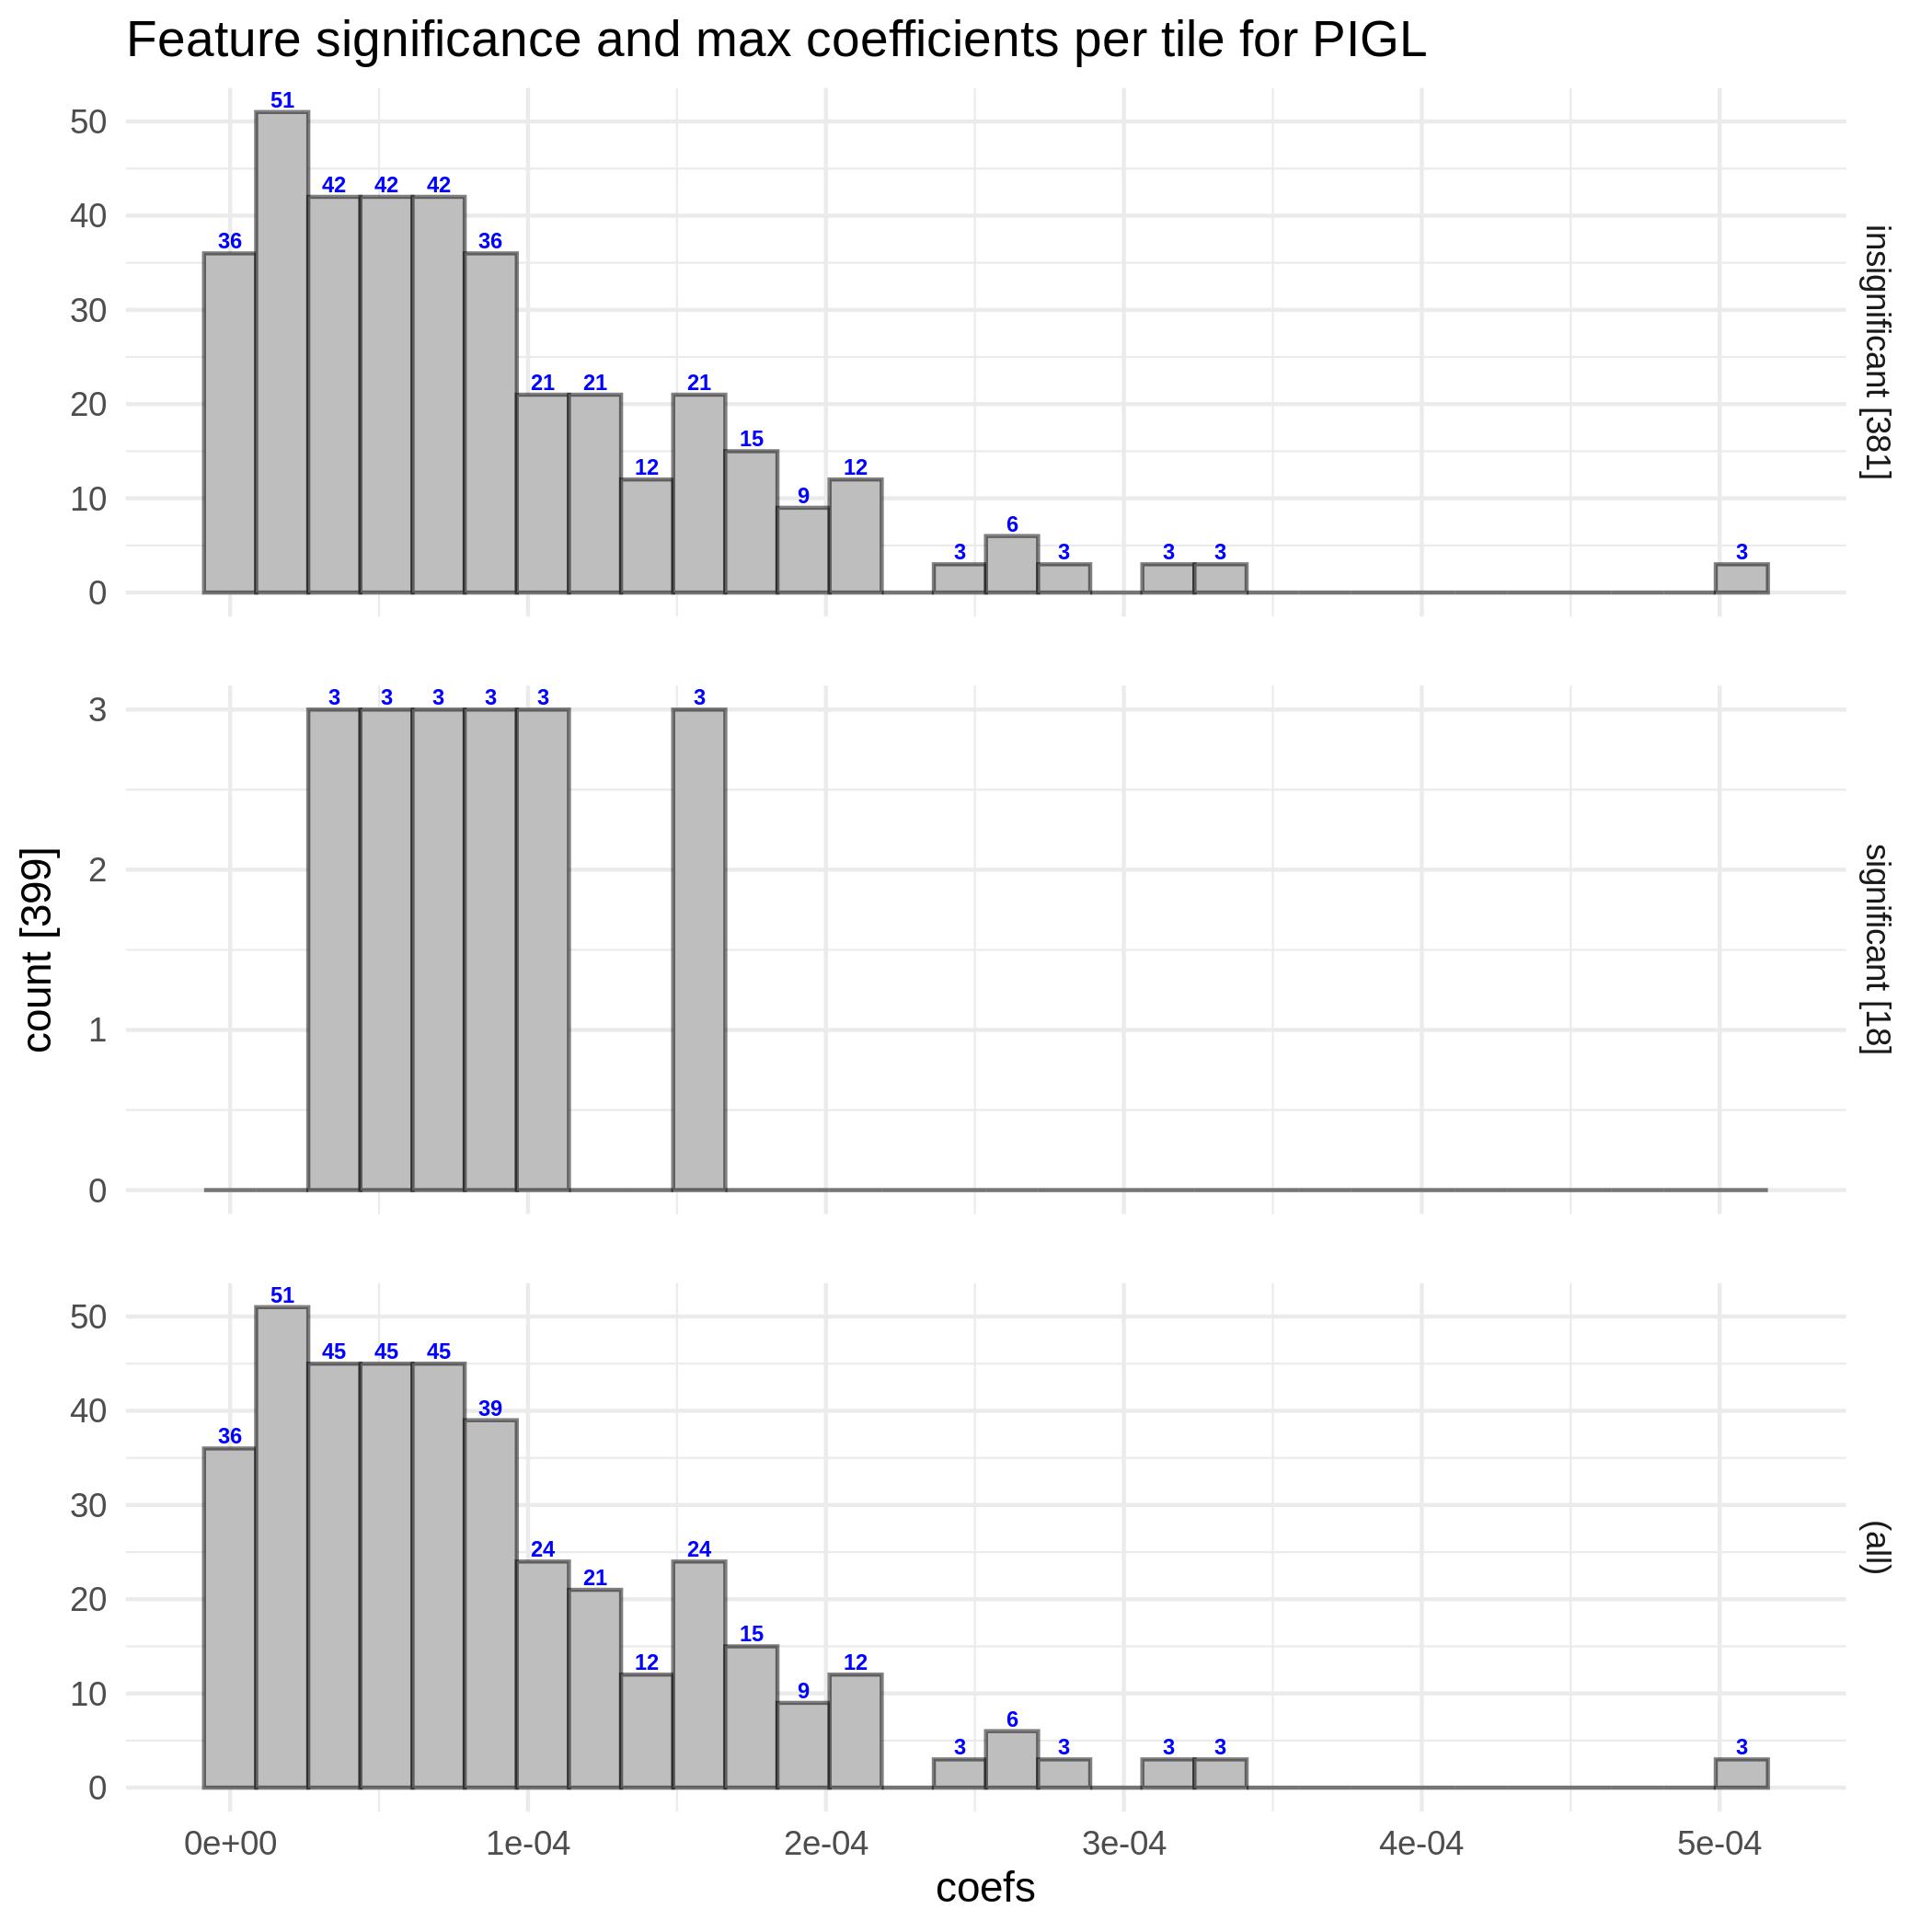 Feature significance and max coefficients per tile for PIGL
51
50
42 42 42
40
36 36
30
21 21 21
20
15
12 12
10
9
6
3 3 3 3 3
0
insignificant [381]
3 3 3 3 3 3
3
2
1
0
significant [18]
count [399]
51
50
45 45 45
40
39
36
30
24 24
21
20
15
12 12
10
9
6
3 3 3 3 3
0
(all)
0e+00 1e-04 2e-04 3e-04 4e-04 5e-04
coefs